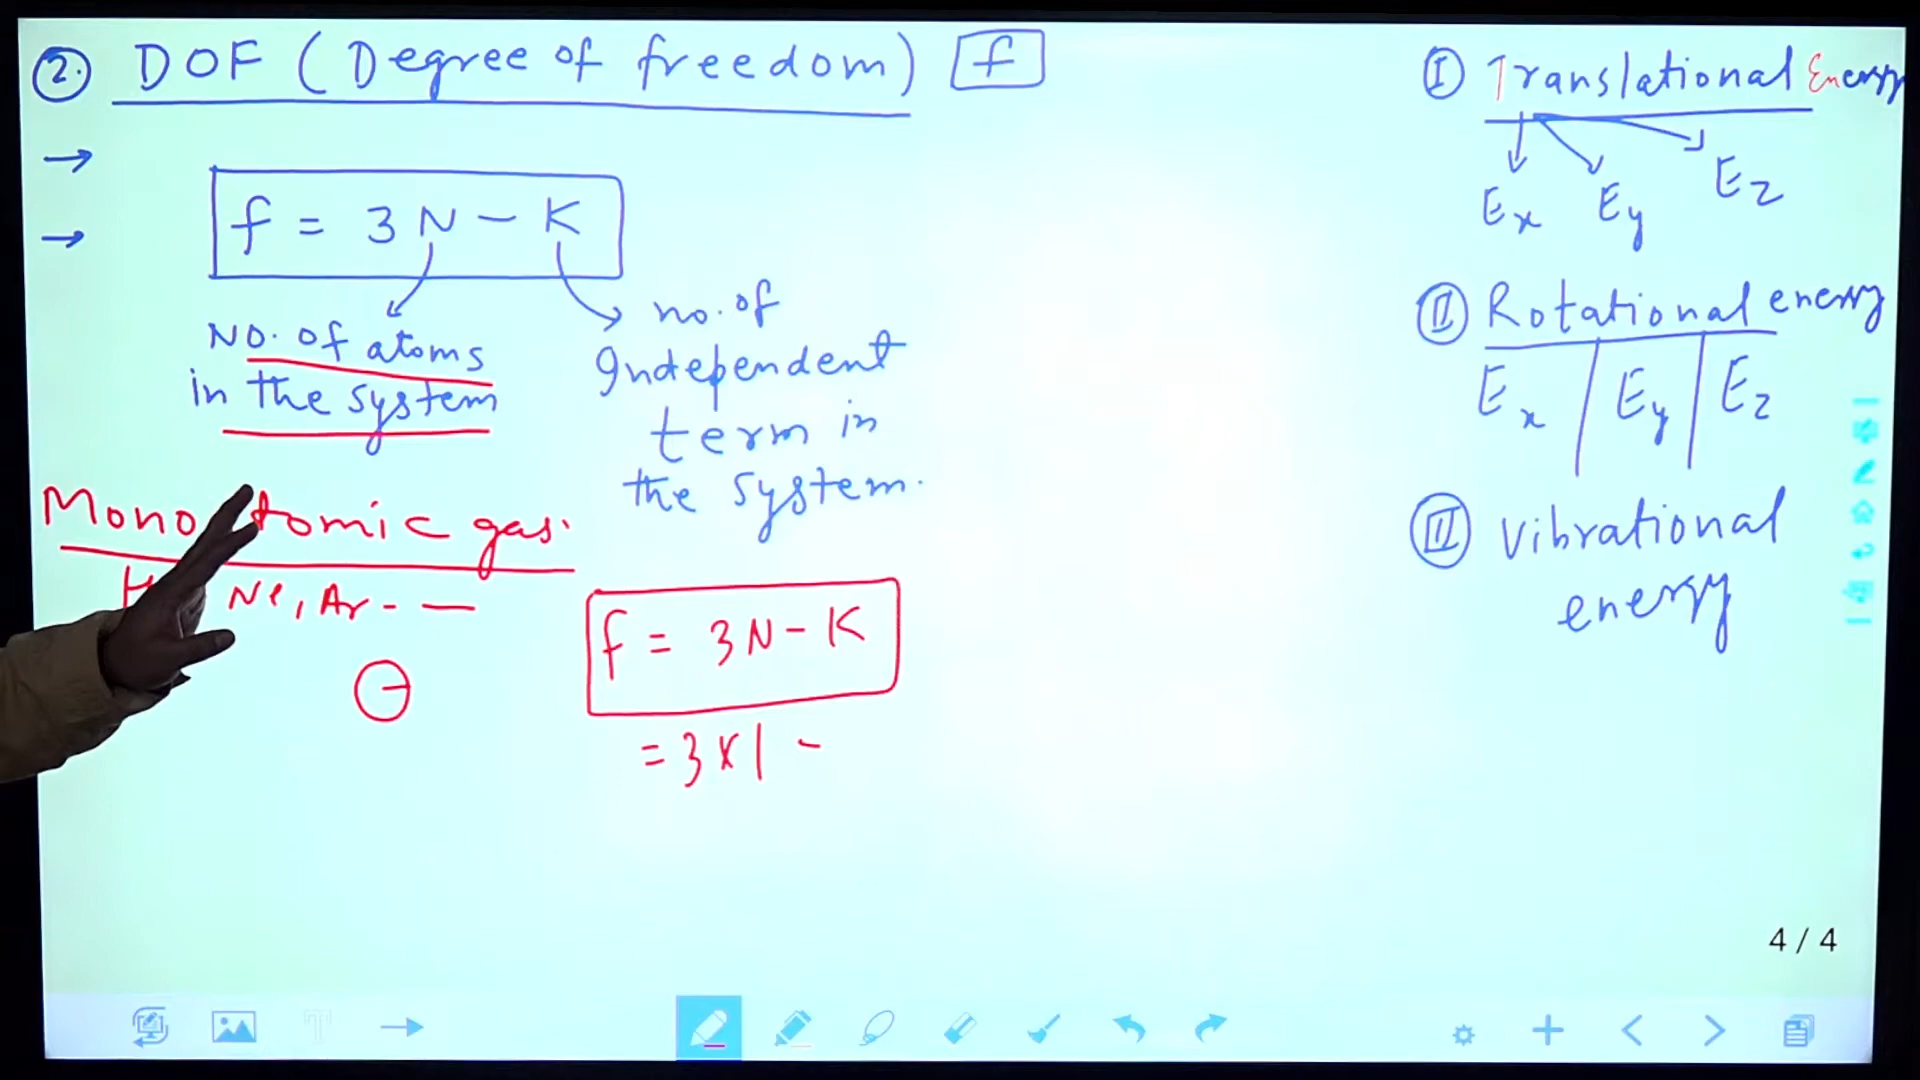 2. DOF (Degree of freedom) f
→
→
f = 3N - K
No. of atoms
in the system
no. of
Independent
term in
the system.
Monoatomic gas.
Ne, Ar - —
f = 3N - K
= 3 x 1 -
I Translational Energy
Ex Ey Ez
II Rotational energy
Ex Ey Ez
III Vibrational
energy
4 / 4